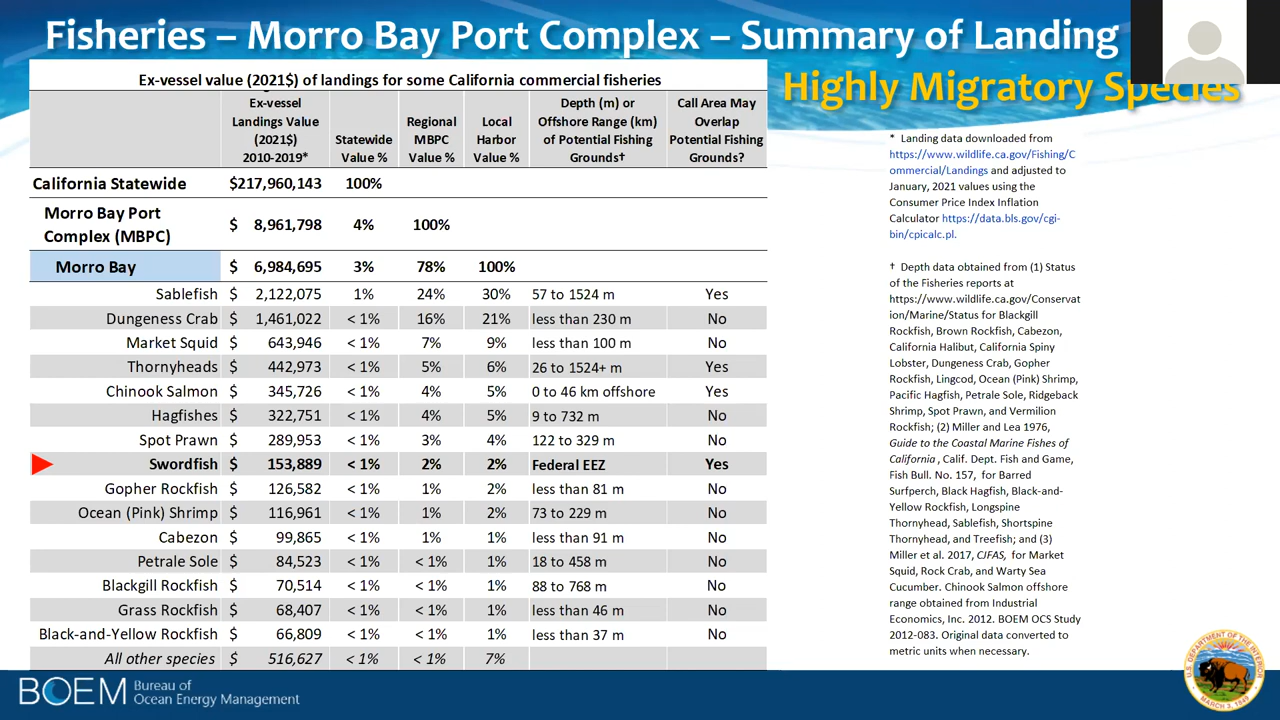 Fisheries – Morro Bay Port Complex – Summary of Landing
Highly Migratory Species
Ex-vessel value (2021$) of landings for some California commercial fisheries
Ex-vessel Landings Value (2021$) 2010-2019* Statewide Value % Regional MBPC Value % Local Harbor Value % Depth (m) or Offshore Range (km) of Potential Fishing Grounds† Call Area May Overlap Potential Fishing Grounds?
California Statewide $217,960,143 100%
Morro Bay Port Complex (MBPC) $ 8,961,798 4% 100%
Morro Bay $ 6,984,695 3% 78% 100%
Sablefish $ 2,122,075 1% 24% 30% 57 to 1524 m Yes
Dungeness Crab $ 1,461,022 < 1% 16% 21% less than 230 m No
Market Squid $ 643,946 < 1% 7% 9% less than 100 m No
Thornyheads $ 442,973 < 1% 5% 6% 26 to 1524+ m Yes
Chinook Salmon $ 345,726 < 1% 4% 5% 0 to 46 km offshore Yes
Hagfishes $ 322,751 < 1% 4% 5% 9 to 732 m No
Spot Prawn $ 289,953 < 1% 3% 4% 122 to 329 m No
Swordfish $ 153,889 < 1% 2% 2% Federal EEZ Yes
Gopher Rockfish $ 126,582 < 1% 1% 2% less than 81 m No
Ocean (Pink) Shrimp $ 116,961 < 1% 1% 2% 73 to 229 m No
Cabezon $ 99,865 < 1% 1% 1% less than 91 m No
Petrale Sole $ 84,523 < 1% < 1% 1% 18 to 458 m No
Blackgill Rockfish $ 70,514 < 1% < 1% 1% 88 to 768 m No
Grass Rockfish $ 68,407 < 1% < 1% 1% less than 46 m No
Black-and-Yellow Rockfish $ 66,809 < 1% < 1% 1% less than 37 m No
All other species $ 516,627 < 1% < 1% 7%
* Landing data downloaded from
https://www.wildlife.ca.gov/Fishing/C
ommercial/Landings and adjusted to
January, 2021 values using the
Consumer Price Index Inflation
Calculator https://data.bls.gov/cgi-
bin/cpicalc.pl.
† Depth data obtained from (1) Status
of the Fisheries reports at
https://www.wildlife.ca.gov/Conservat
ion/Marine/Status for Blackgill
Rockfish, Brown Rockfish, Cabezon,
California Halibut, California Spiny
Lobster, Dungeness Crab, Gopher
Rockfish, Lingcod, Ocean (Pink) Shrimp,
Pacific Hagfish, Petrale Sole, Ridgeback
Shrimp, Spot Prawn, and Vermilion
Rockfish; (2) Miller and Lea 1976,
Guide to the Coastal Marine Fishes of
California , Calif. Dept. Fish and Game,
Fish Bull. No. 157, for Barred
Surfperch, Black Hagfish, Black-and-
Yellow Rockfish, Longspine
Thornyhead, Sablefish, Shortspine
Thornyhead, and Treefish; and (3)
Miller et al. 2017, CJFAS, for Market
Squid, Rock Crab, and Warty Sea
Cucumber. Chinook Salmon offshore
range obtained from Industrial
Economics, Inc. 2012. BOEM OCS Study
2012-083. Original data converted to
metric units when necessary.
BOEM Bureau of
Ocean Energy Management
U.S. DEPARTMENT OF THE INTERIOR
MARCH 3, 1849